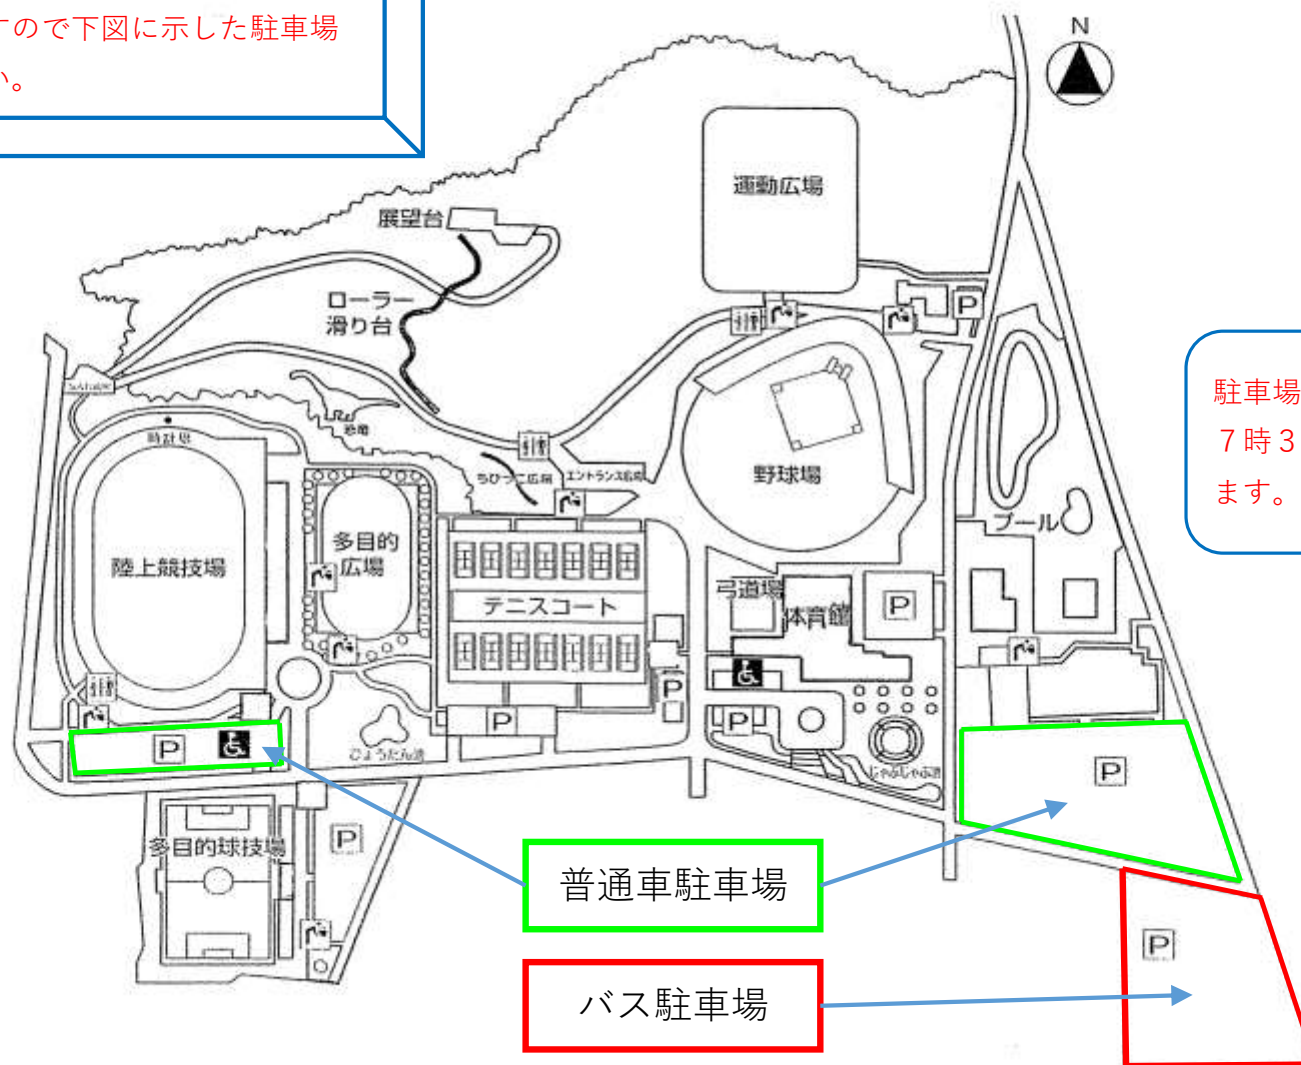 すので下図に示した駐車場
い。
N
運動広場
展望台
P
ローラー
滑り台
駐車場
７時３
ます。
時計塔
恐竜
ちびっこ広場
エントランス広場
野球場
プール
多目的
広場
陸上競技場
テニスコート
弓道場
体育館
P
P
P
P
P
ひょうたん池
じゃぶじゃぶ池
P
多目的球技場
P
普通車駐車場
P
バス駐車場